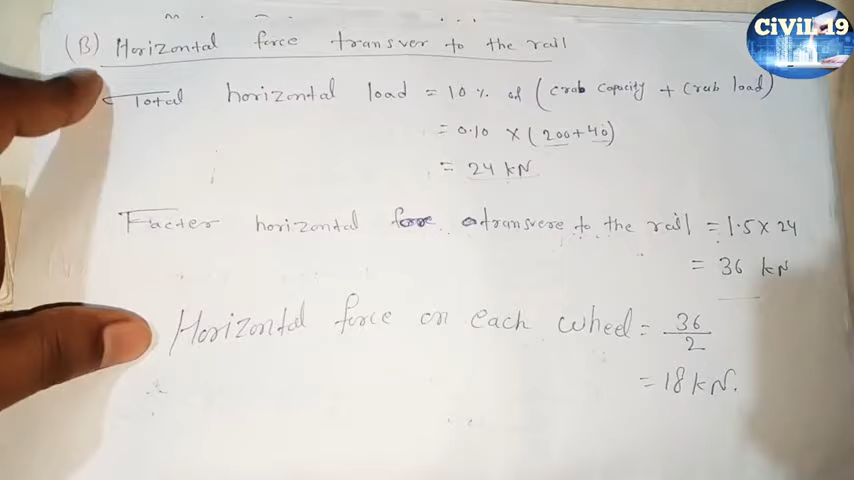 CiViL 19
(B) Horizontal force transver to the rail
Total horizontal load = 10 % of (crab capacity + crab load)
= 0.10 × (200+40)
= 24 kN
Facter horizontal for transvere to the rail = 1.5 × 24
= 36 kN
Horizontal force on each wheel = 36/2
= 18 kN.